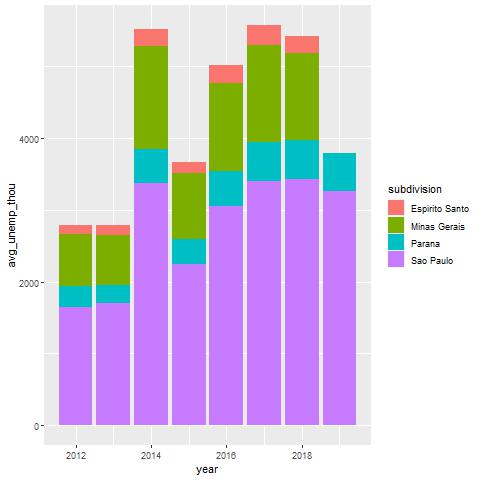 avg_unemp_thou
4000
2000
0
2012
2014
2016
2018
year
subdivision
Espirito Santo
Minas Gerais
Parana
Sao Paulo